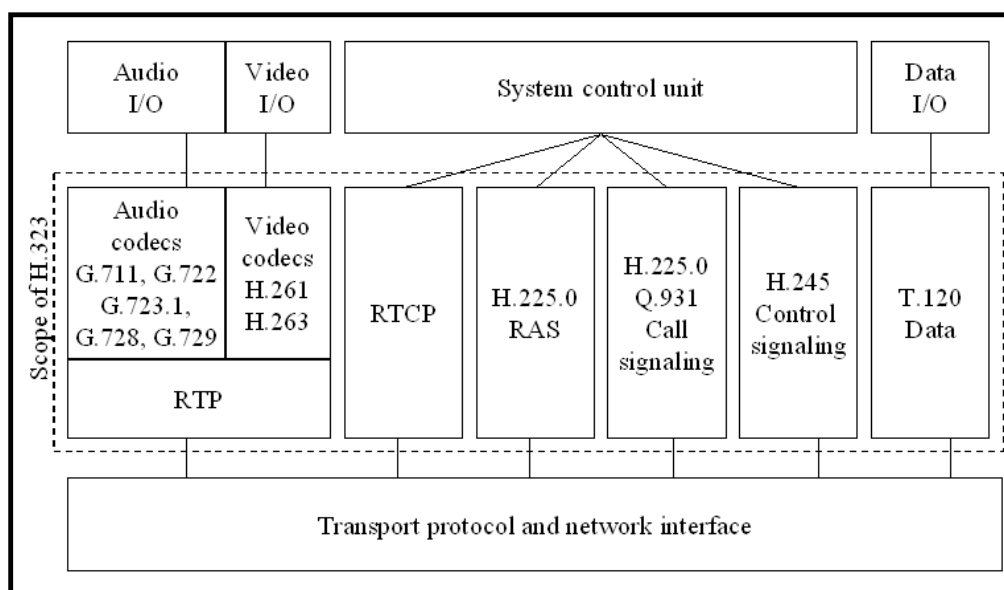 Audio
I/O
Video
I/O
System control unit
Data
I/O
Scope of H.323
Audio
codecs
G.711, G.722
G.723.1,
G.728, G.729
Video
codecs
H.261
H.263
RTP
RTCP
H.225.0
RAS
H.225.0
Q.931
Call
signaling
H.245
Control
signaling
T.120
Data
Transport protocol and network interface